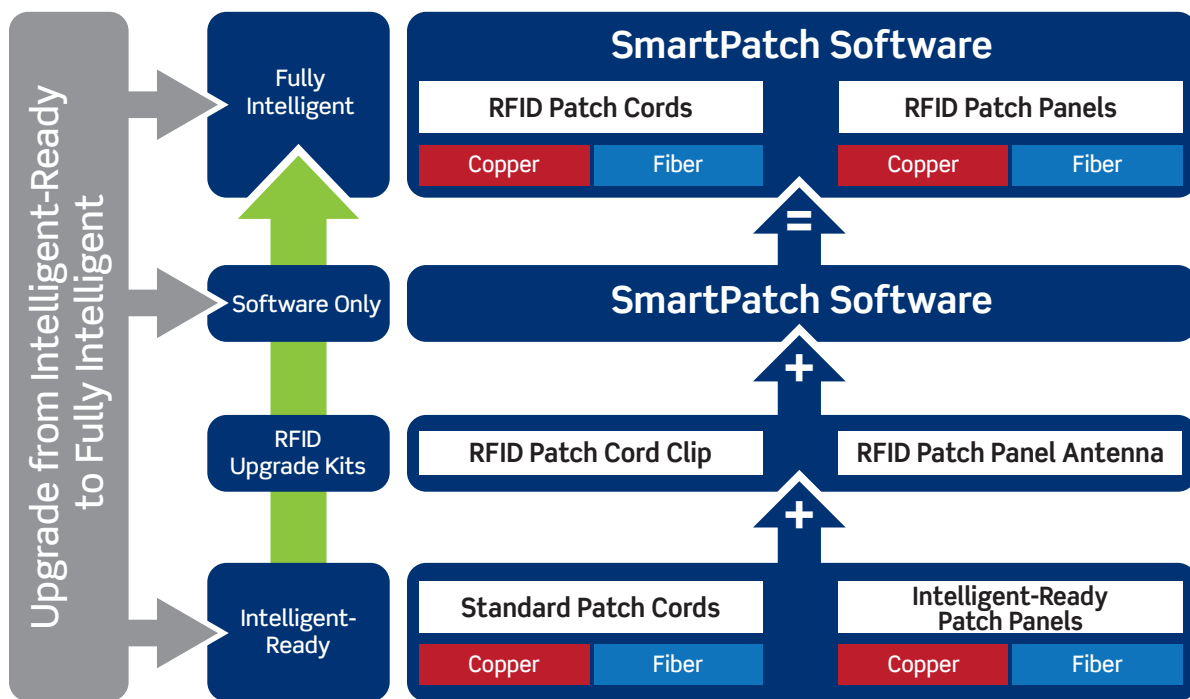 Upgrade from Intelligent-Ready
to Fully Intelligent
Fully
Intelligent
SmartPatch Software
RFID Patch Cords
RFID Patch Panels
Copper
Fiber
Copper
Fiber
=
Software Only
SmartPatch Software
+
RFID
Upgrade Kits
RFID Patch Cord Clip
RFID Patch Panel Antenna
+
Intelligent-
Ready
Standard Patch Cords
Intelligent-Ready
Patch Panels
Copper
Fiber
Copper
Fiber